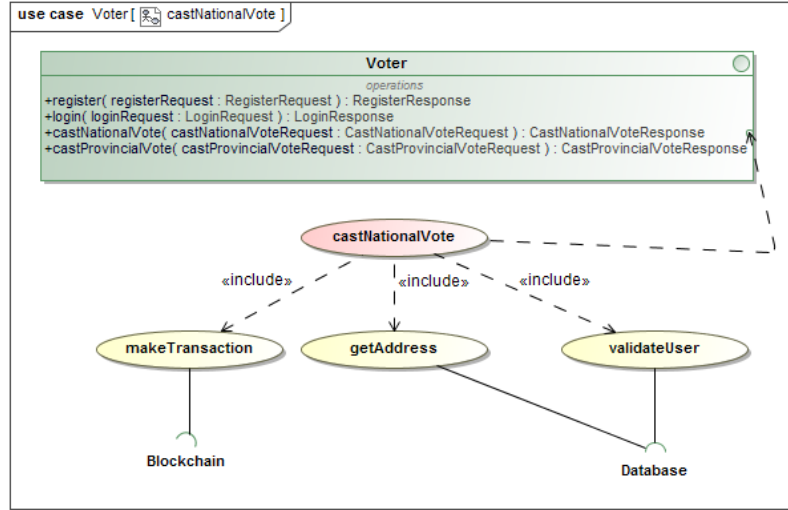 use case Voter [ castNationalVote ]
Voter
operations
+register( registerRequest : RegisterRequest ) : RegisterResponse
+login( loginRequest : LoginRequest ) : LoginResponse
+castNationalVote( castNationalVoteRequest : CastNationalVoteRequest ) : CastNationalVoteResponse
+castProvincialVote( castProvincialVoteRequest : CastProvincialVoteRequest ) : CastProvincialVoteResponse
castNationalVote
«include» «include» «include»
makeTransaction getAddress validateUser
Blockchain
Database